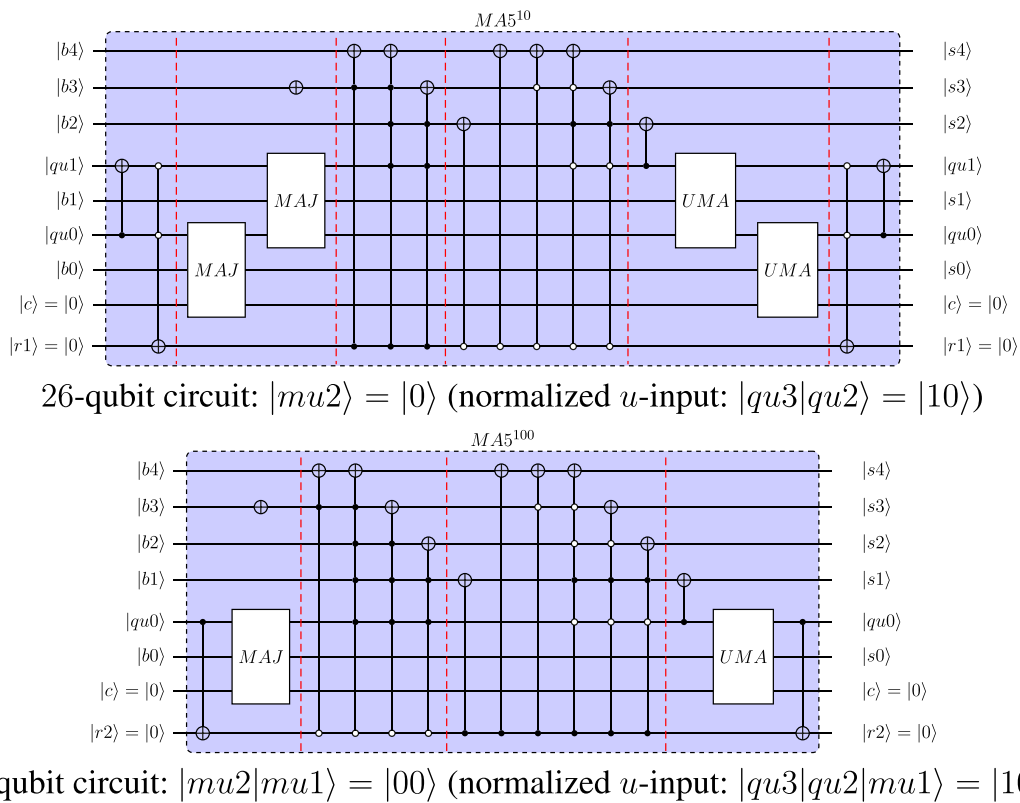 MA5^10
|b4⟩ |s4⟩
|b3⟩ |s3⟩
|b2⟩ |s2⟩
|qu1⟩ |qu1⟩
|b1⟩ MAJ UMA |s1⟩
|qu0⟩ |qu0⟩
|b0⟩ MAJ UMA |s0⟩
|c⟩ = |0⟩ |c⟩ = |0⟩
|r1⟩ = |0⟩ |r1⟩ = |0⟩
26-qubit circuit: |mu2⟩ = |0⟩ (normalized u-input: |qu3|qu2⟩ = |10⟩)
MA5^100
|b4⟩ |s4⟩
|b3⟩ |s3⟩
|b2⟩ |s2⟩
|b1⟩ |s1⟩
|qu0⟩ |qu0⟩
|b0⟩ MAJ UMA |s0⟩
|c⟩ = |0⟩ |c⟩ = |0⟩
|r2⟩ = |0⟩ |r2⟩ = |0⟩
qubit circuit: |mu2|mu1⟩ = |00⟩ (normalized u-input: |qu3|qu2|mu1⟩ = |1